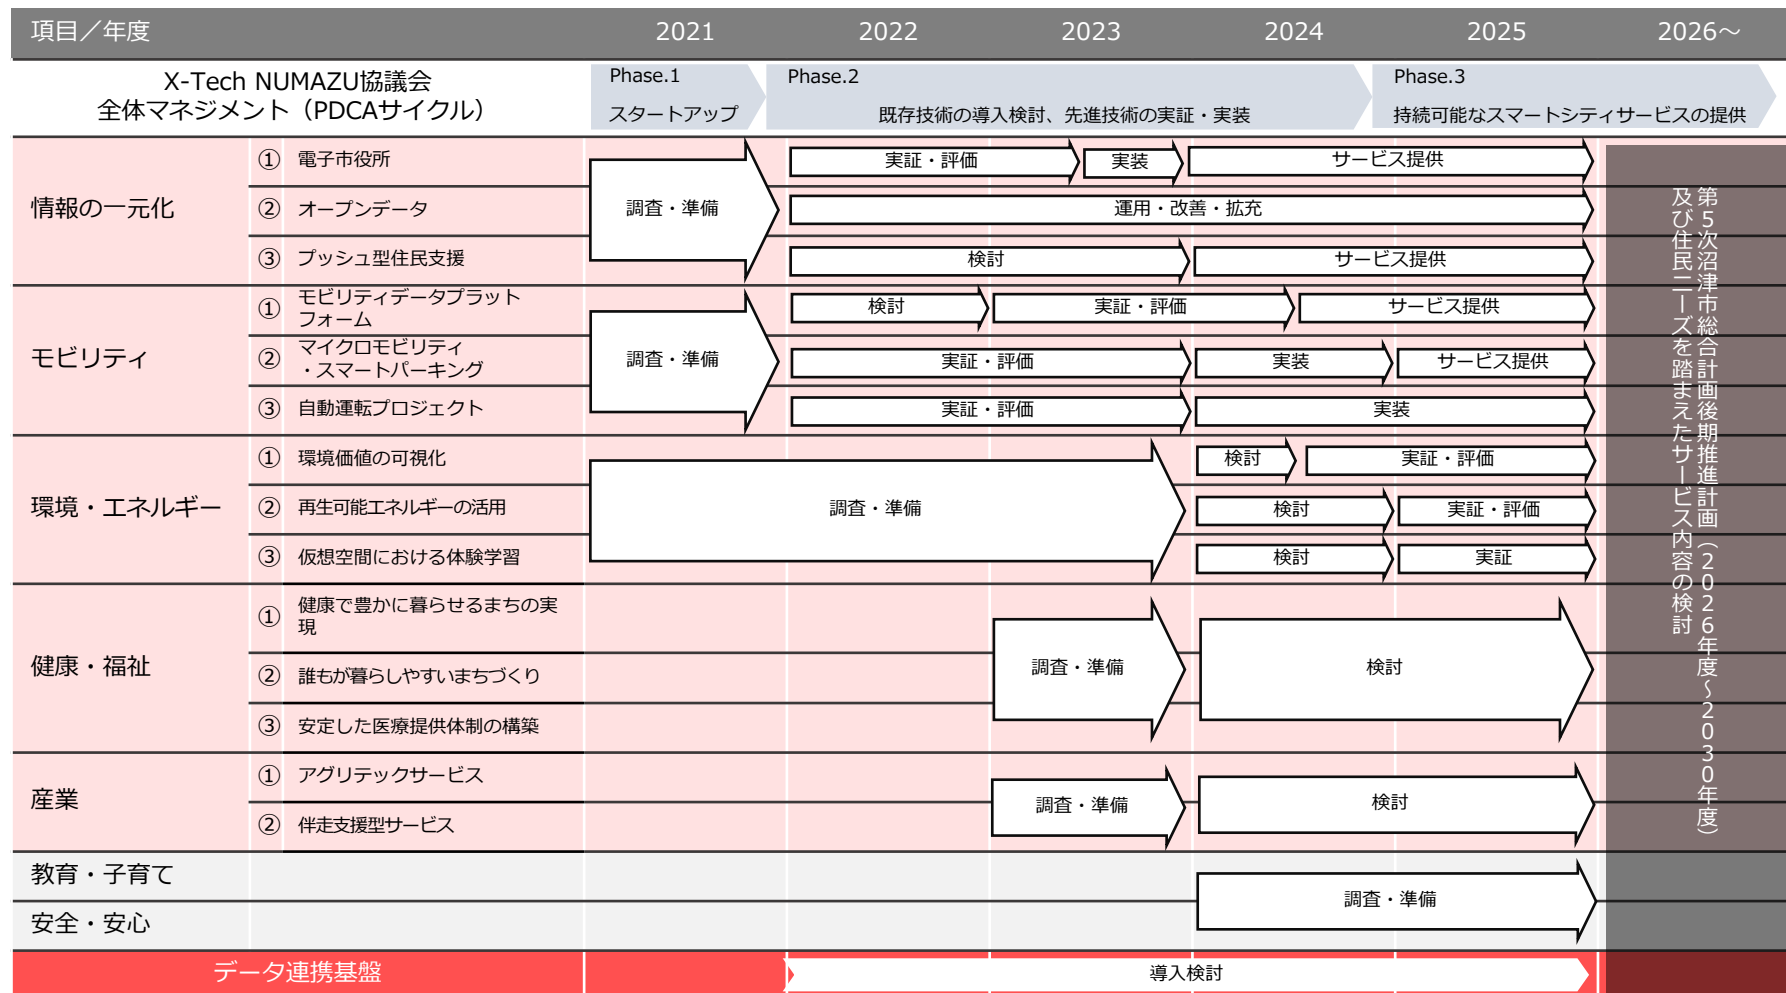 項目／年度 2021 2022 2023 2024 2025 2026～
X-Tech NUMAZU協議会
全体マネジメント（PDCAサイクル）
Phase.1
スタートアップ
Phase.2
既存技術の導入検討、先進技術の実証・実装
Phase.3
持続可能なスマートシティサービスの提供
情報の一元化
① 電子市役所
② オープンデータ
③ プッシュ型住民支援
調査・準備
実証・評価 実装 サービス提供
運用・改善・拡充
検討 サービス提供
モビリティ
① モビリティデータプラット
フォーム
② マイクロモビリティ
・スマートパーキング
③ 自動運転プロジェクト
調査・準備
検討 実証・評価 サービス提供
実証・評価 実装 サービス提供
実証・評価 実装
環境・エネルギー
① 環境価値の可視化
② 再生可能エネルギーの活用
③ 仮想空間における体験学習
調査・準備
検討 実証・評価
検討 実証・評価
検討 実証
健康・福祉
① 健康で豊かに暮らせるまちの実
現
② 誰もが暮らしやすいまちづくり
③ 安定した医療提供体制の構築
調査・準備 検討
産業
① アグリテックサービス
② 伴走支援型サービス
調査・準備 検討
教育・子育て
安全・安心
調査・準備
データ連携基盤 導入検討
第５次沼津市総合計画後期推進計画（２０２６年度～２０３０年度）
及び住民ニーズを踏まえたサービス内容の検討